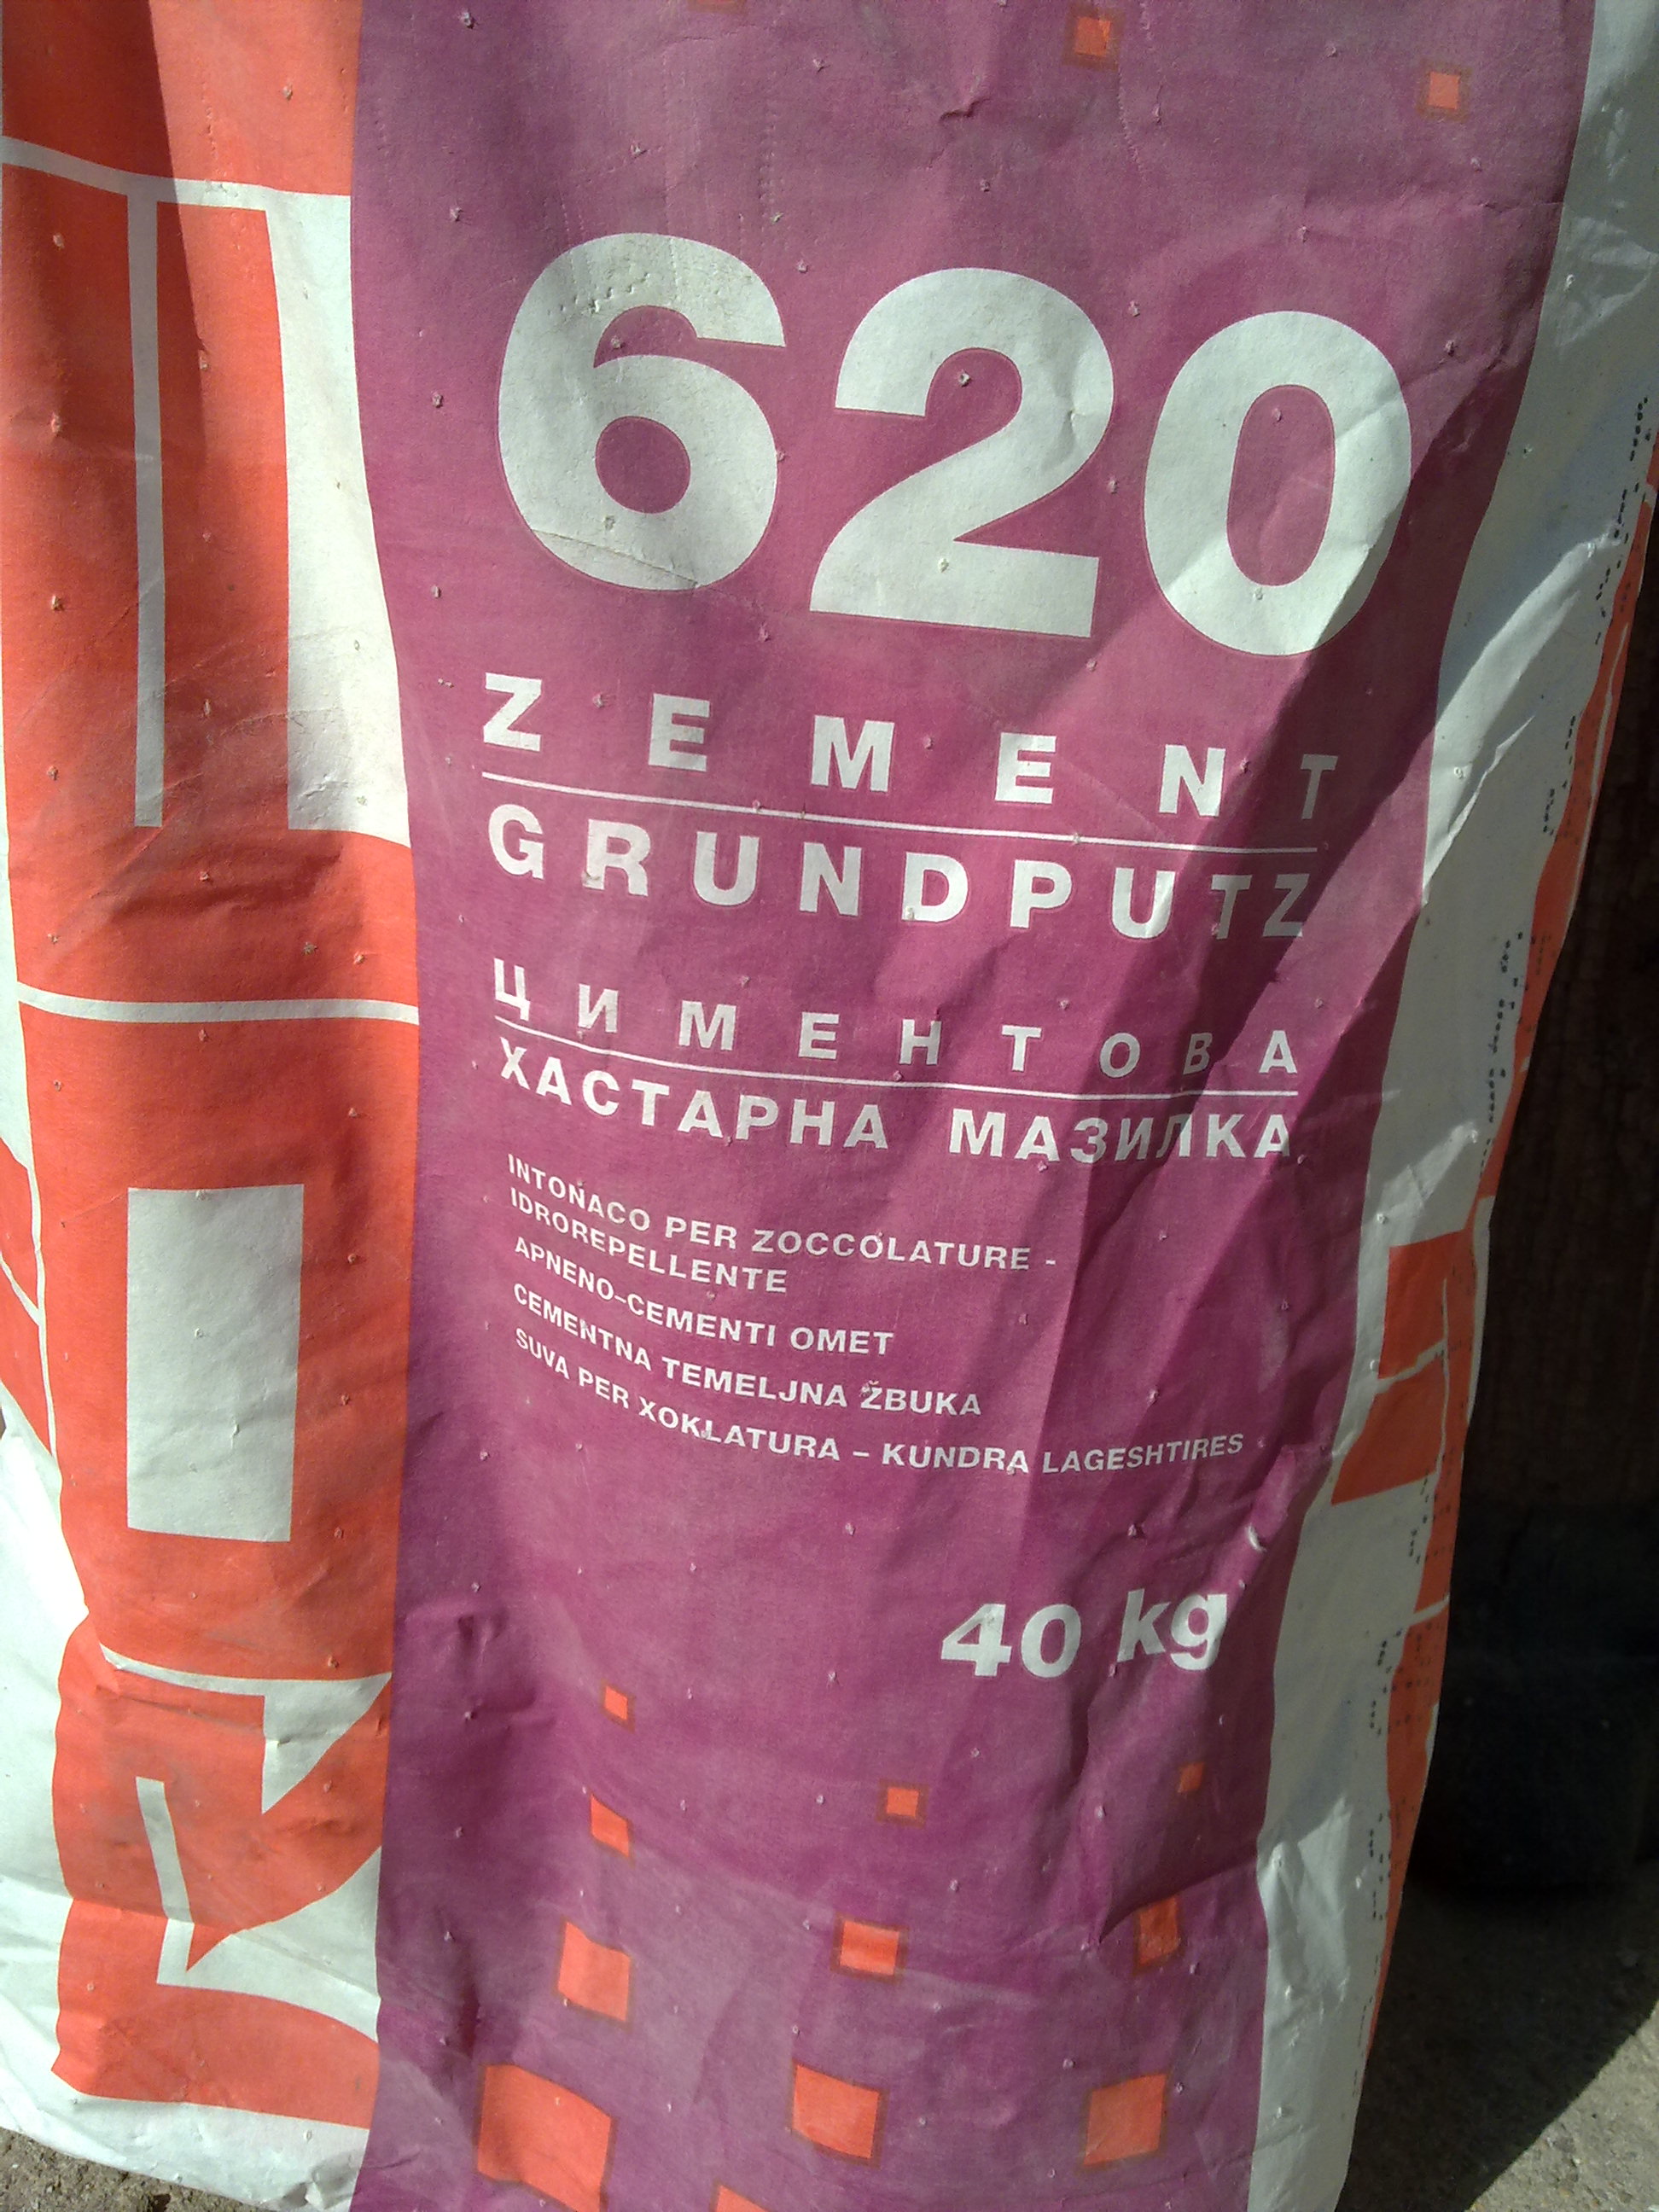 620
ZEMENT
GRUNDPUTZ
ЦИМЕНТОВА
ХАСТАРНА МАЗИЛКА
INTONACO PER ZOCCOLATURE -
IDROREPELLENTE
APNENO-CEMENTI OMET
CEMENTNA TEMELJNA ŽBUKA
SUVA PER XOKLATURA – KUNDRA LAGESHTIRES
40 kg